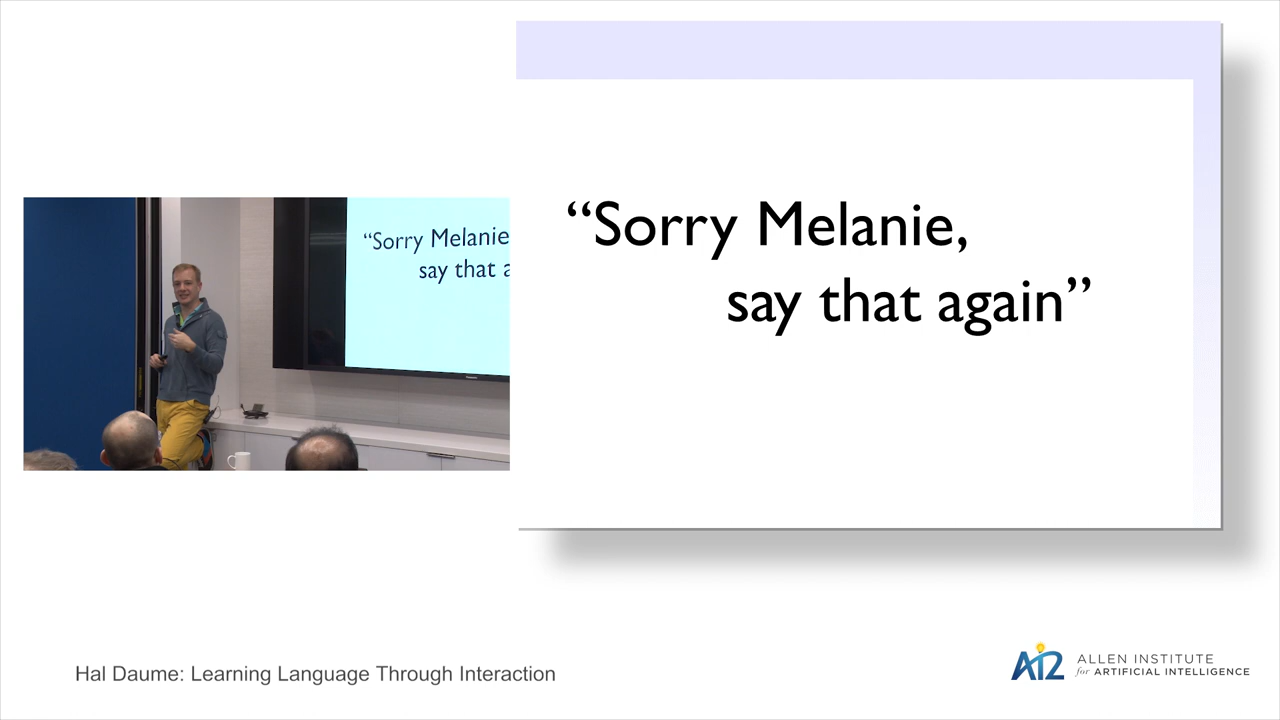 “Sorry Melanie
say that a
“Sorry Melanie,
say that again”
Hal Daume: Learning Language Through Interaction
AI2 ALLEN INSTITUTE
for ARTIFICIAL INTELLIGENCE